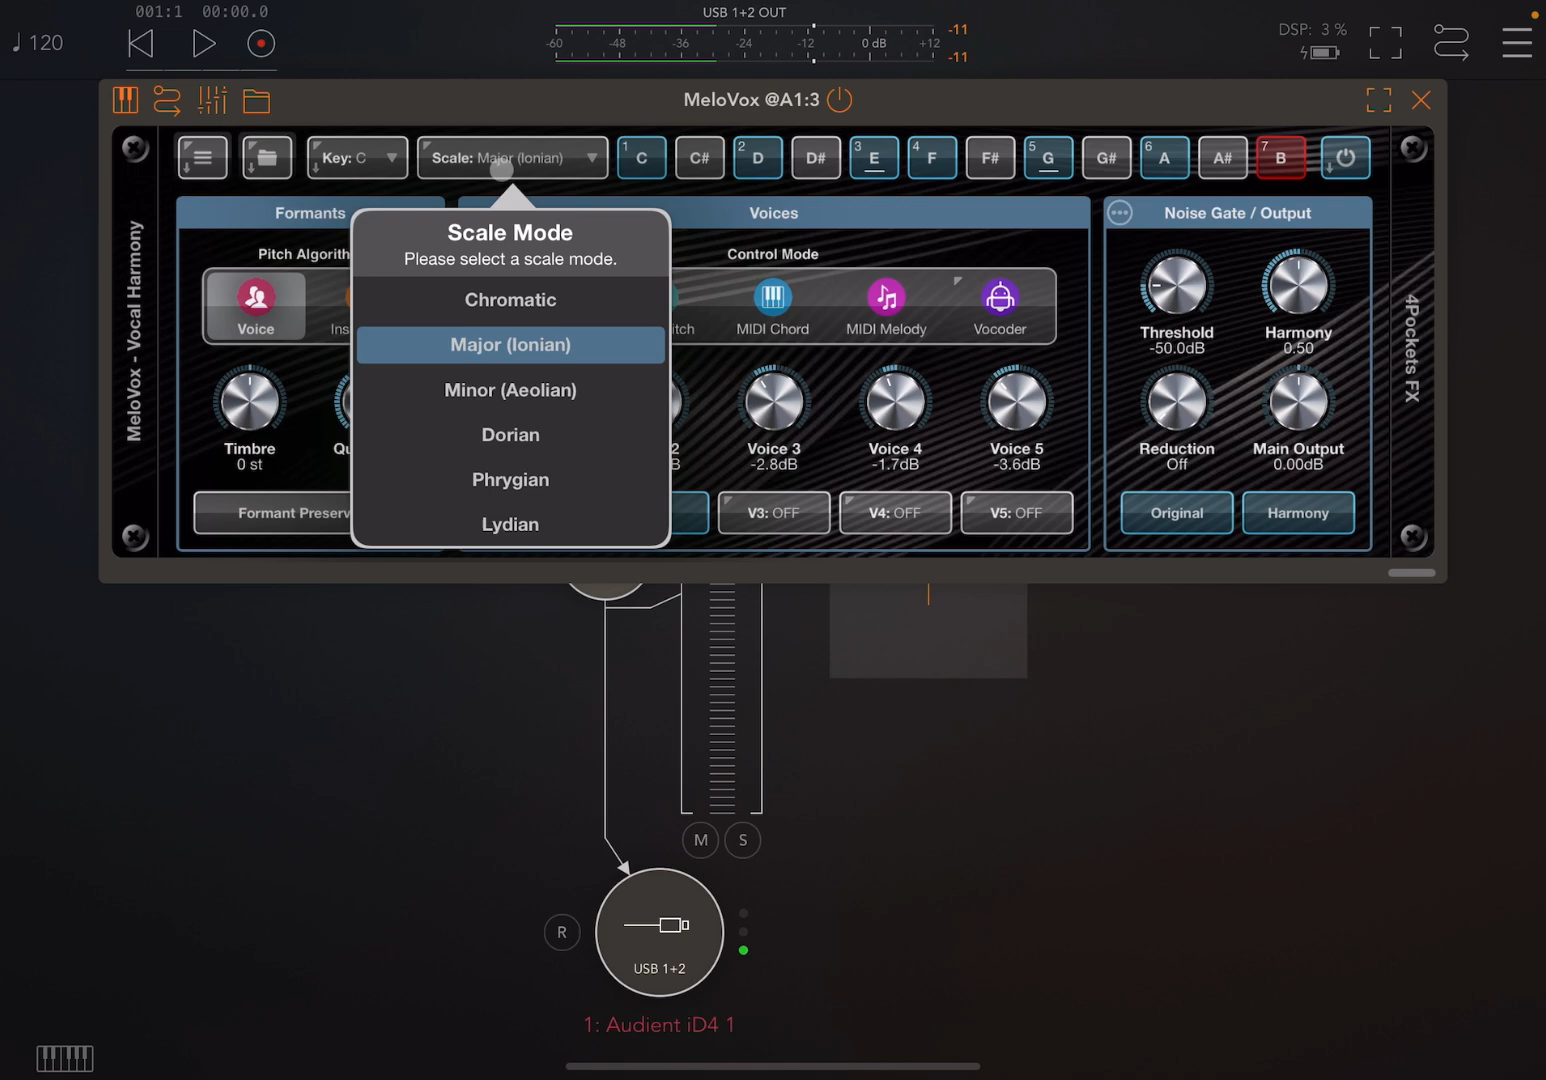 001:1 00:00.0
♩ 120
USB 1+2 OUT
-60 -48 -36 -24 -12 0 dB +12
-11
-11
DSP: 3 %
MeloVox @A1:3
Key: C
Scale: Major (Ionian)
1 C
C#
2 D
D#
3 E
4 F
F#
5 G
G#
6 A
A#
7 B
MeloVox - Vocal Harmony
4Pockets FX
Formants
Voices
Noise Gate / Output
Pitch Algorith
Control Mode
Scale Mode
Please select a scale mode.
Chromatic
Major (Ionian)
Minor (Aeolian)
Dorian
Phrygian
Lydian
Voice
Ins
itch
MIDI Chord
MIDI Melody
Vocoder
Timbre
0 st
Qu
2
B
Voice 3
-2.8dB
Voice 4
-1.7dB
Voice 5
-3.6dB
Formant Preserv
V3: OFF
V4: OFF
V5: OFF
Threshold
-50.0dB
Harmony
0.50
Reduction
Off
Main Output
0.00dB
Original
Harmony
M S
R
USB 1+2
1: Audient iD4 1